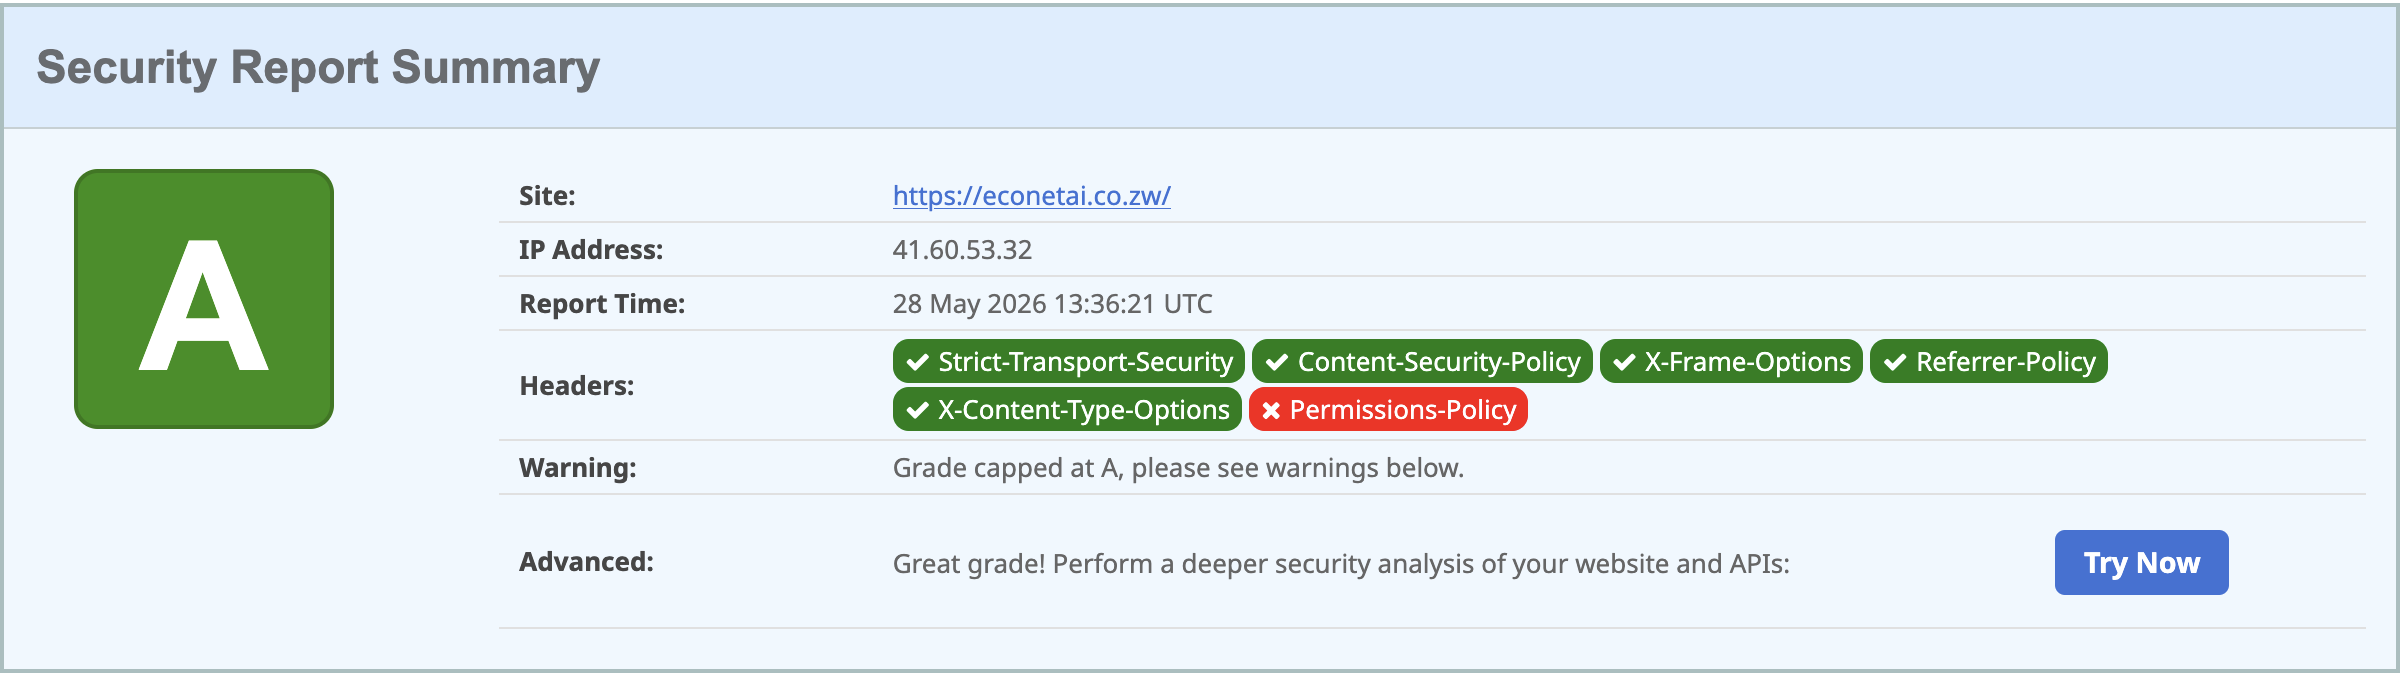 Security Report Summary
A
Site: https://econetai.co.zw/
IP Address: 41.60.53.32
Report Time: 28 May 2026 13:36:21 UTC
Headers: Strict-Transport-Security Content-Security-Policy X-Frame-Options Referrer-Policy
X-Content-Type-Options Permissions-Policy
Warning: Grade capped at A, please see warnings below.
Advanced: Great grade! Perform a deeper security analysis of your website and APIs: Try Now